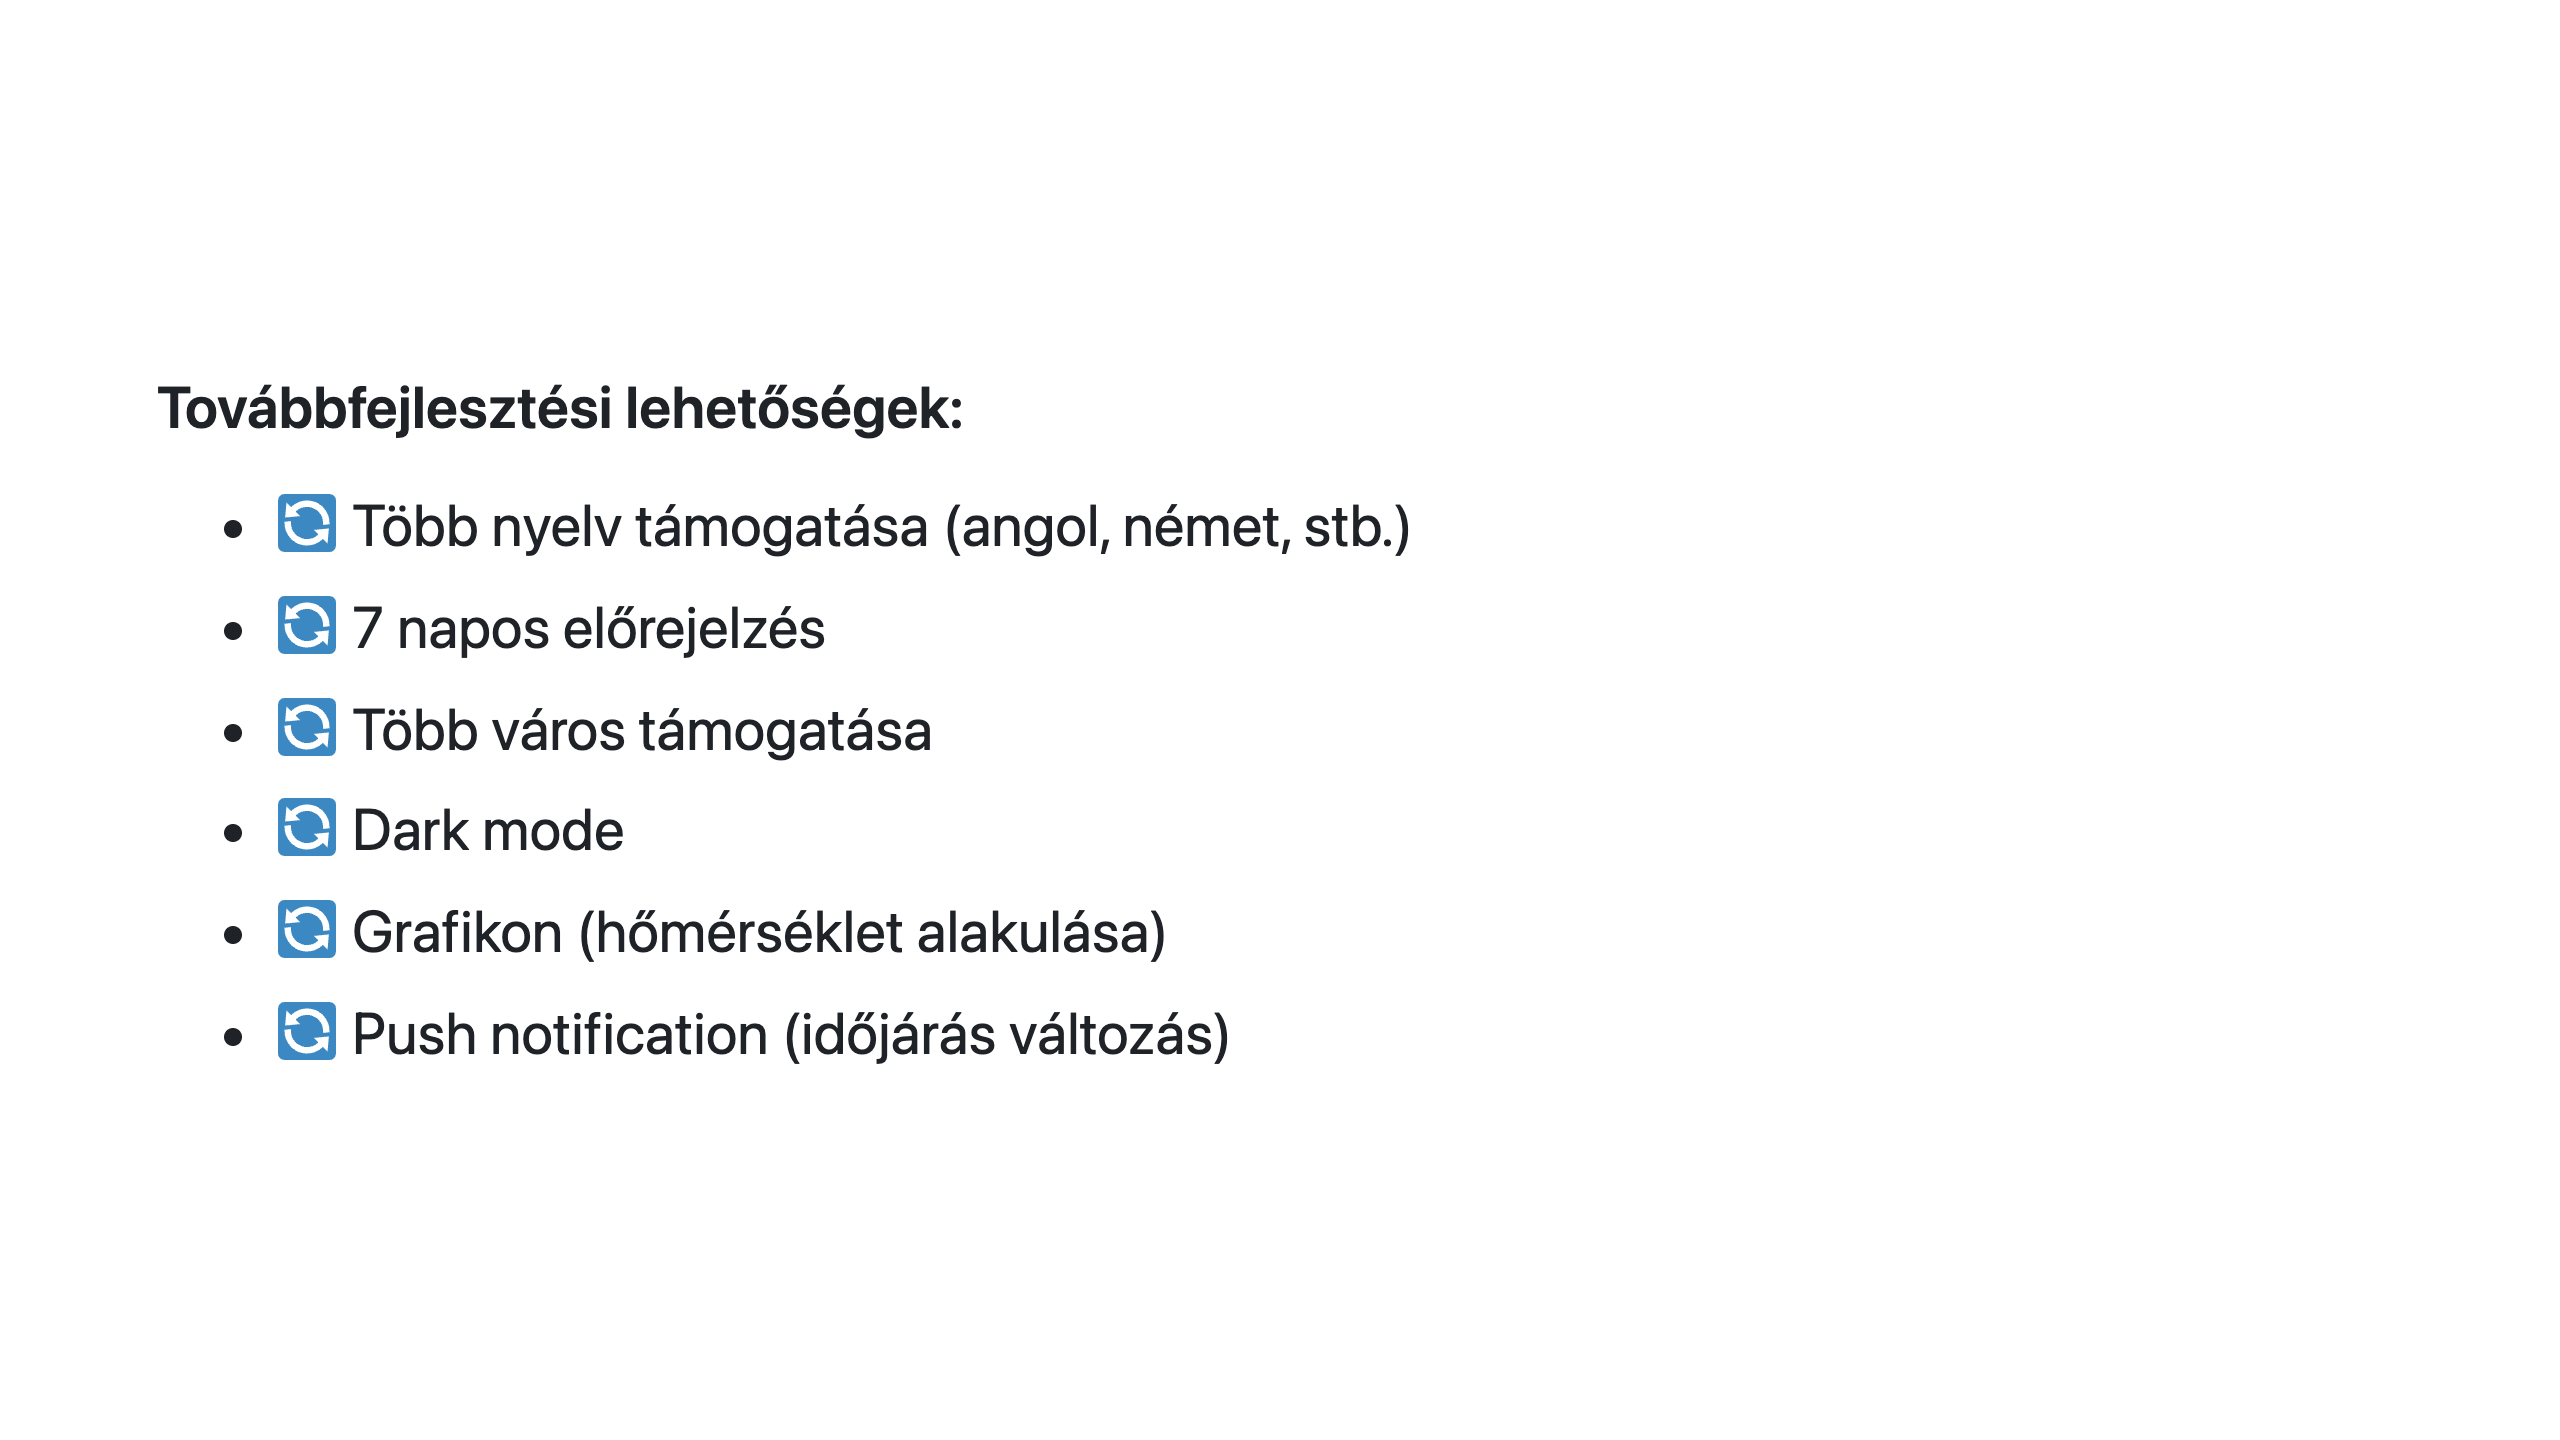 Továbbfejlesztési lehetőségek:
• 🔄 Több nyelv támogatása (angol, német, stb.)
• 🔄 7 napos előrejelzés
• 🔄 Több város támogatása
• 🔄 Dark mode
• 🔄 Grafikon (hőmérséklet alakulása)
• 🔄 Push notification (időjárás változás)